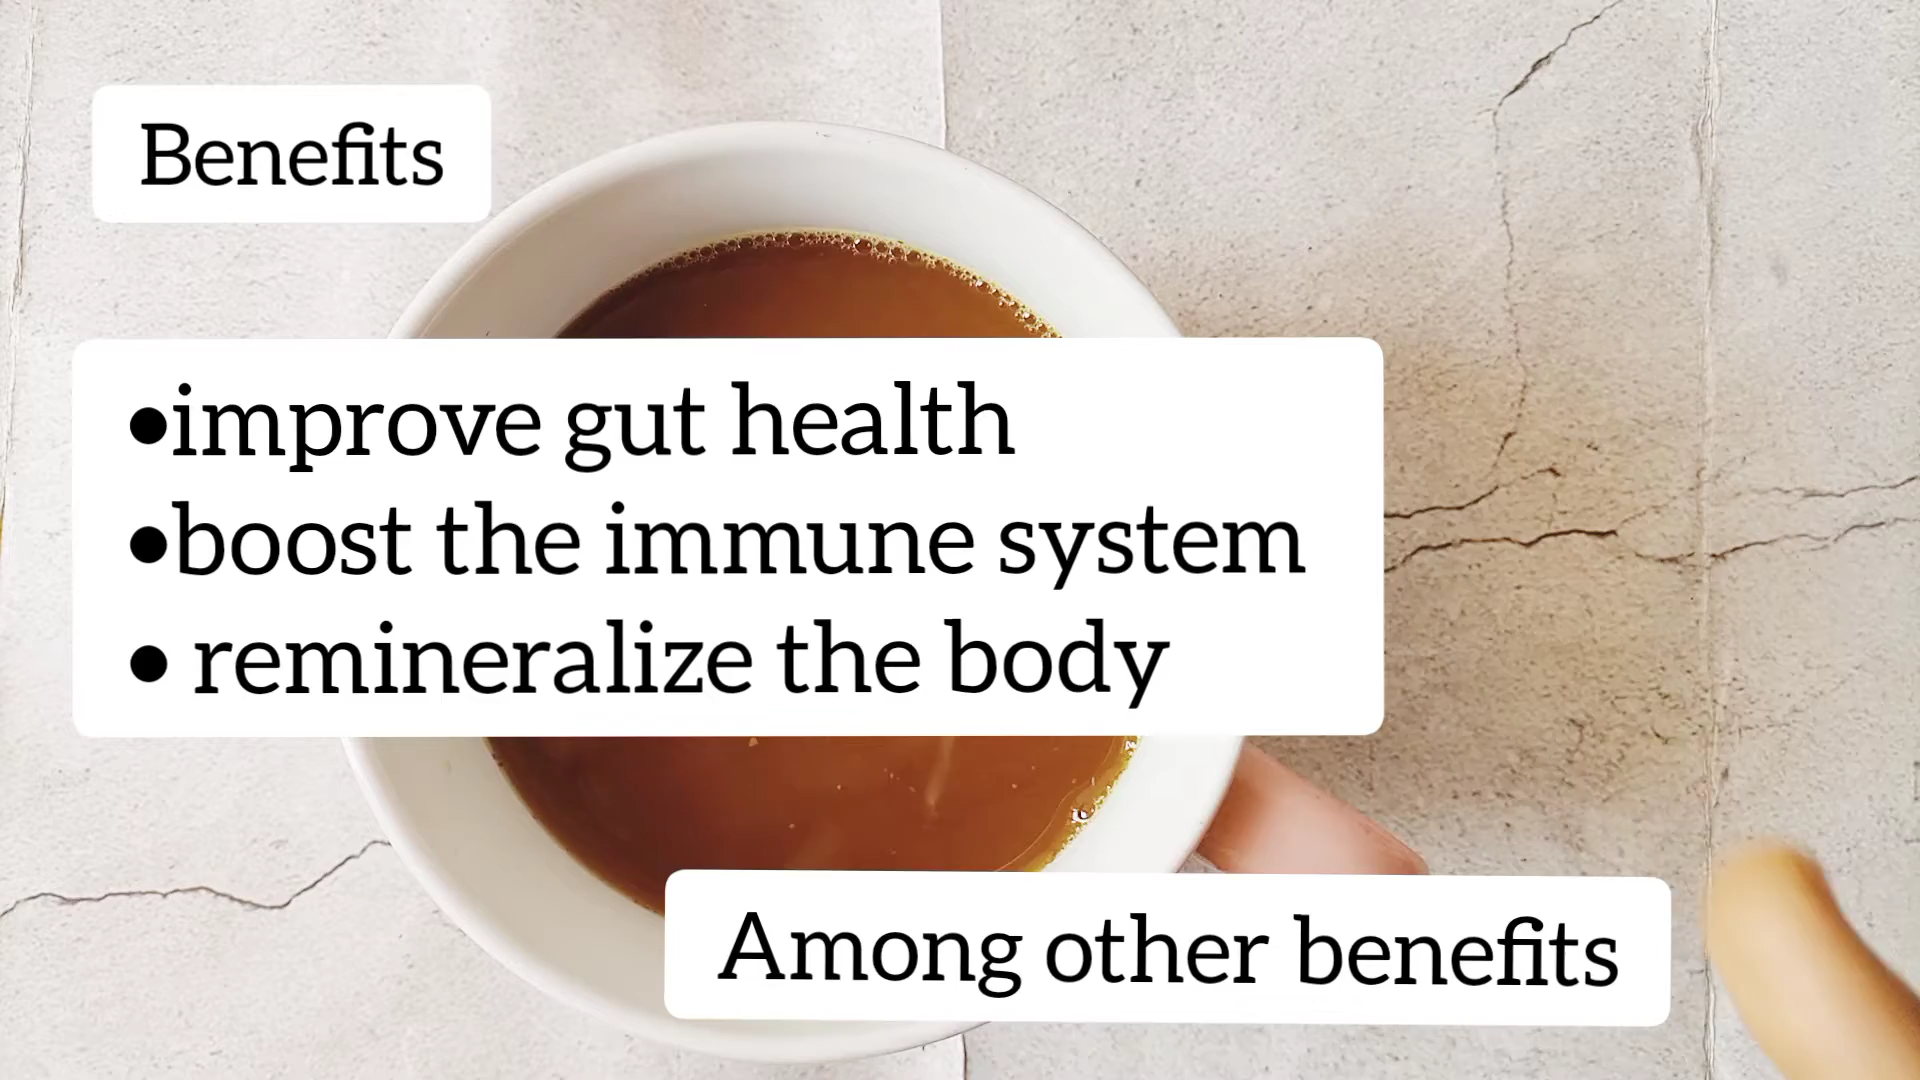 Benefits
•improve gut health
•boost the immune system
• remineralize the body
Among other benefits